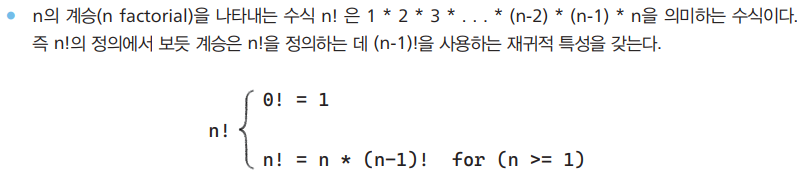 n의 계승(n factorial)을 나타내는 수식 n! 은 1 * 2 * 3 * . . . * (n-2) * (n-1) * n을 의미하는 수식이다.
즉 n!의 정의에서 보듯 계승은 n!을 정의하는 데 (n-1)!을 사용하는 재귀적 특성을 갖는다.
0! = 1
n!
n! = n * (n-1)! for (n >= 1)